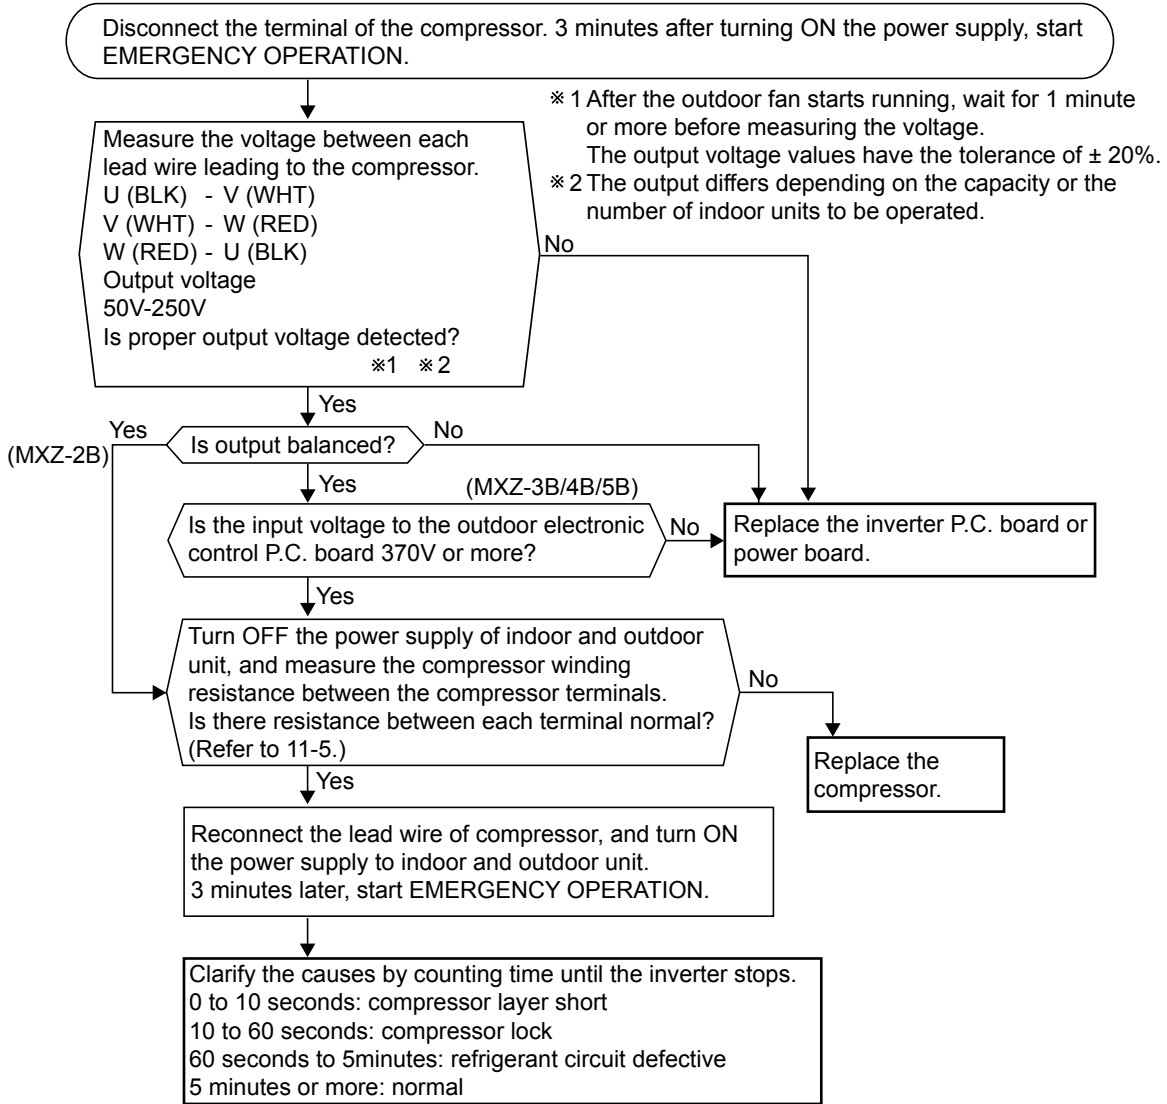 Disconnect the terminal of the compressor. 3 minutes after turning ON the power supply, start
EMERGENCY OPERATION.
※1 After the outdoor fan starts running, wait for 1 minute
or more before measuring the voltage.
The output voltage values have the tolerance of ± 20%.
※2 The output differs depending on the capacity or the
number of indoor units to be operated.
Measure the voltage between each
lead wire leading to the compressor.
U (BLK) - V (WHT)
V (WHT) - W (RED)
W (RED) - U (BLK)
Output voltage
50V-250V
Is proper output voltage detected?
※1 ※2
No
Yes
Yes
(MXZ-2B)
Is output balanced?
No
Yes
(MXZ-3B/4B/5B)
Is the input voltage to the outdoor electronic
control P.C. board 370V or more?
No
Replace the inverter P.C. board or
power board.
Yes
Turn OFF the power supply of indoor and outdoor
unit, and measure the compressor winding
resistance between the compressor terminals.
Is there resistance between each terminal normal?
(Refer to 11-5.)
No
Replace the
compressor.
Yes
Reconnect the lead wire of compressor, and turn ON
the power supply to indoor and outdoor unit.
3 minutes later, start EMERGENCY OPERATION.
Clarify the causes by counting time until the inverter stops.
0 to 10 seconds: compressor layer short
10 to 60 seconds: compressor lock
60 seconds to 5minutes: refrigerant circuit defective
5 minutes or more: normal